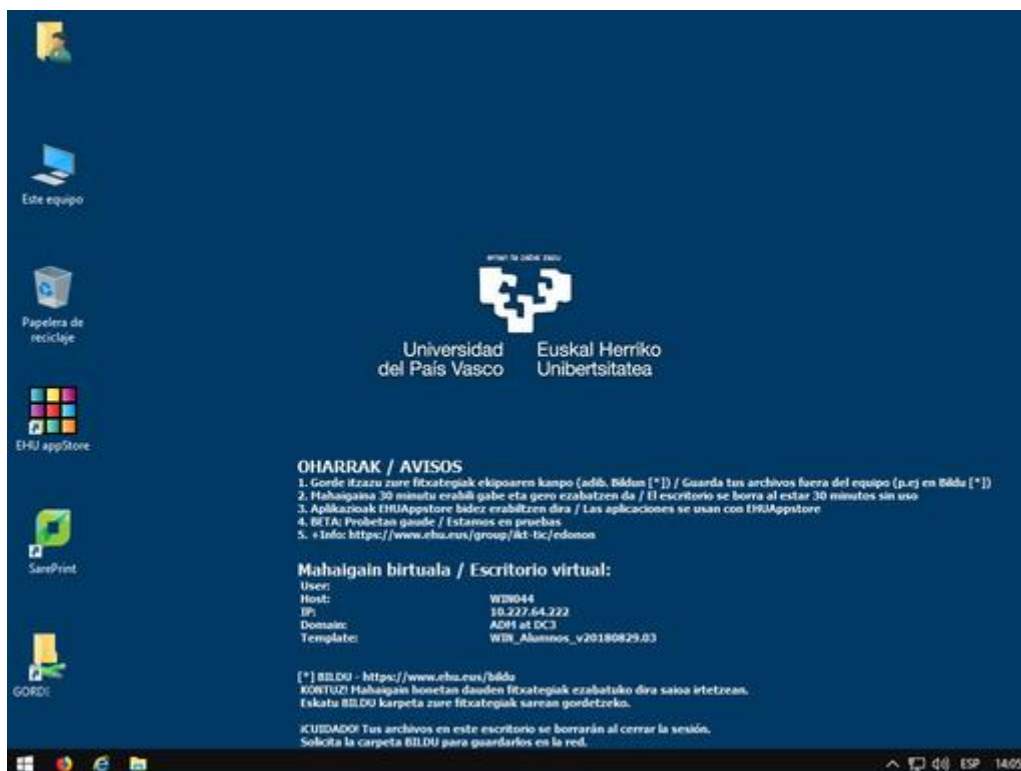 Este equipo
Papelera de
reciclaje
EHU appStore
SarePrint
GORDE
eman ta zabal zazu
Universidad
del País Vasco
Euskal Herriko
Unibertsitatea
OHARRAK / AVISOS
1. Gorde itzazu zure fitxategiak ekipoaren kanpo (adib. Bildun [*]) / Guarda tus archivos fuera del equipo (p.ej en Bildu [*])
2. Mahaigaina 30 minutu erabili gabe eta gero ezabatzen da / El escritorio se borra al estar 30 minutos sin uso
3. Aplikazioak EHUAppstore bidez erabiltzen dira / Las aplicaciones se usan con EHUAppstore
4. BETA: Probetan gaude / Estamos en pruebas
5. +Info: https://www.ehu.eus/group/ikt-tic/edonon
Mahaigain birtuala / Escritorio virtual:
User:
Host: WIN044
IP: 10.227.64.222
Domain: ADM at DC3
Template: WIN_Alumnos_v20180829.03
[*] BILDU - https://www.ehu.eus/bildu
KONTUZ! Mahaigain honetan dauden fitxategiak ezabatuko dira saioa irtetzean.
Eskatu BILDU karpeta zure fitxategiak sarean gordetzeko.
¡CUIDADO! Tus archivos en este escritorio se borrarán al cerrar la sesión.
Solicita la carpeta BILDU para guardarlos en la red.
ESP 14:05